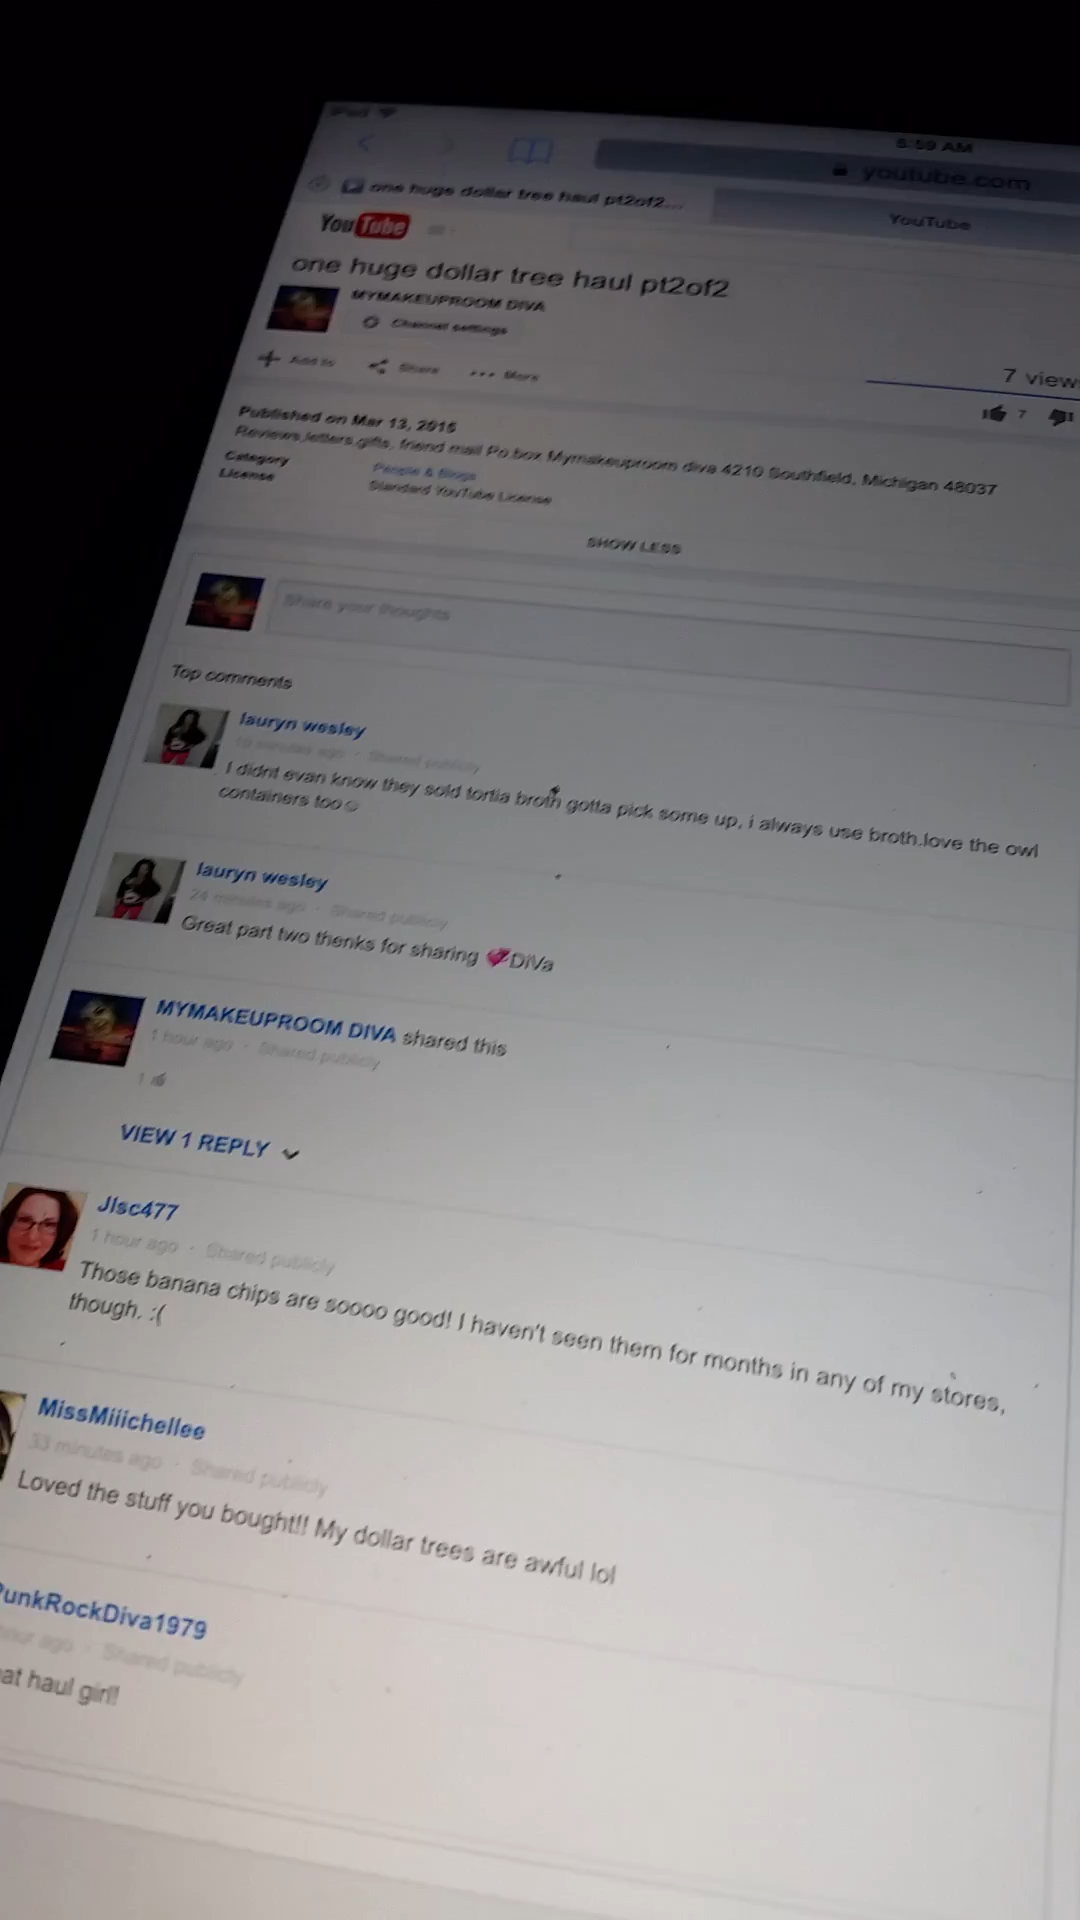 iPad
6:59 AM
youtube.com
one huge dollar tree haul pt2of2...
YouTube
YouTube
one huge dollar tree haul pt2of2
MYMAKEUPROOM DIVA
Channel settings
Add to Share More
7 view
7
Published on Mar 13, 2016
Reviews,letters,gifts, friend mail Po.box Mymakeuproom diva 4210 Southfield, Michigan 48037
Category People & Blogs
License Standard YouTube License
SHOW LESS
Share your thoughts
Top comments
lauryn wesley
minutes ago · Shared publicly
I didnt evan know they sold tortia broth gotta pick some up, i always use broth.love the owl
containers too☺
lauryn wesley
24 minutes ago · Shared publicly
Great part two thenks for sharing 💞DiVa
MYMAKEUPROOM DIVA shared this
1 hour ago · Shared publicly
1
VIEW 1 REPLY
Jlsc477
1 hour ago · Shared publicly
Those banana chips are soooo good! I haven't seen them for months in any of my stores,
though. :(
MissMiiichellee
33 minutes ago · Shared publicly
Loved the stuff you bought!! My dollar trees are awful lol
PunkRockDiva1979
hour ago · Shared publicly
at haul girl!